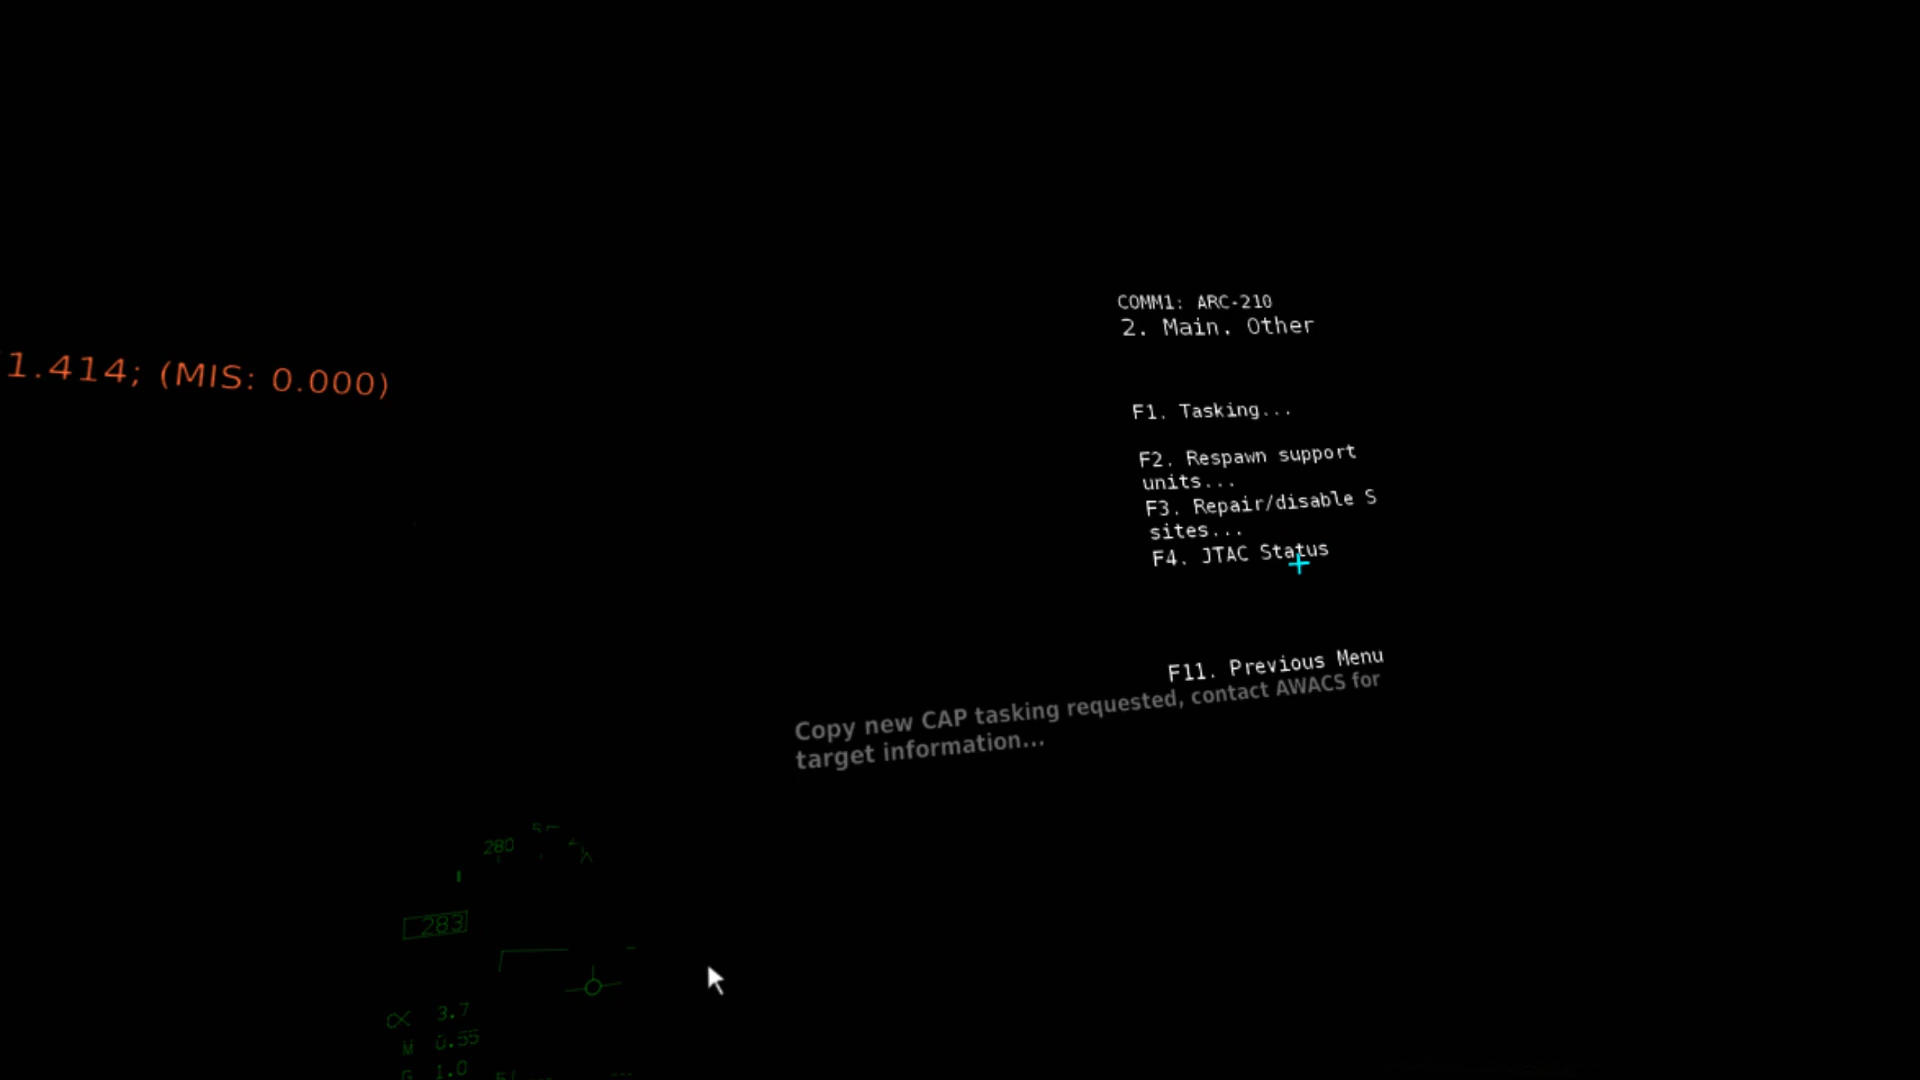 1.414; (MIS: 0.000)
COMM1: ARC-210
2. Main. Other
F1. Tasking...
F2. Respawn support
units...
F3. Repair/disable S
sites...
F4. JTAC Status
F11. Previous Menu
Copy new CAP tasking requested, contact AWACS for
target information...
280
283
α 3.7
M 0.55
G 1.0